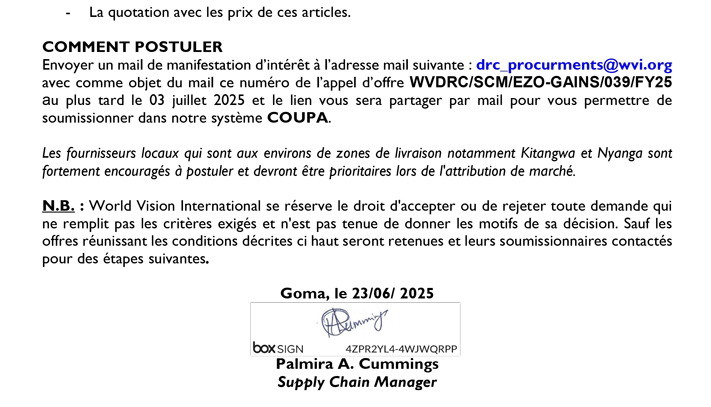 - La quotation avec les prix de ces articles.
COMMENT POSTULER
Envoyer un mail de manifestation d'intérêt à l'adresse mail suivante : drc_procurments@wvi.org
avec comme objet du mail ce numéro de l'appel d'offre WVDRC/SCM/EZO-GAINS/039/FY25
au plus tard le 03 juillet 2025 et le lien vous sera partager par mail pour vous permettre de
soumissionner dans notre système COUPA.
Les fournisseurs locaux qui sont aux environs de zones de livraison notamment Kitangwa et Nyanga sont
fortement encouragés à postuler et devront être prioritaires lors de l'attribution de marché.
N.B. : World Vision International se réserve le droit d'accepter ou de rejeter toute demande qui
ne remplit pas les critères exigés et n'est pas tenue de donner les motifs de sa décision. Sauf les
offres réunissant les conditions décrites ci haut seront retenues et leurs soumissionnaires contactés
pour des étapes suivantes.
Goma, le 23/06/ 2025
box SIGN 4ZPR2YL4-4WJWQRPP
Palmira A. Cummings
Supply Chain Manager